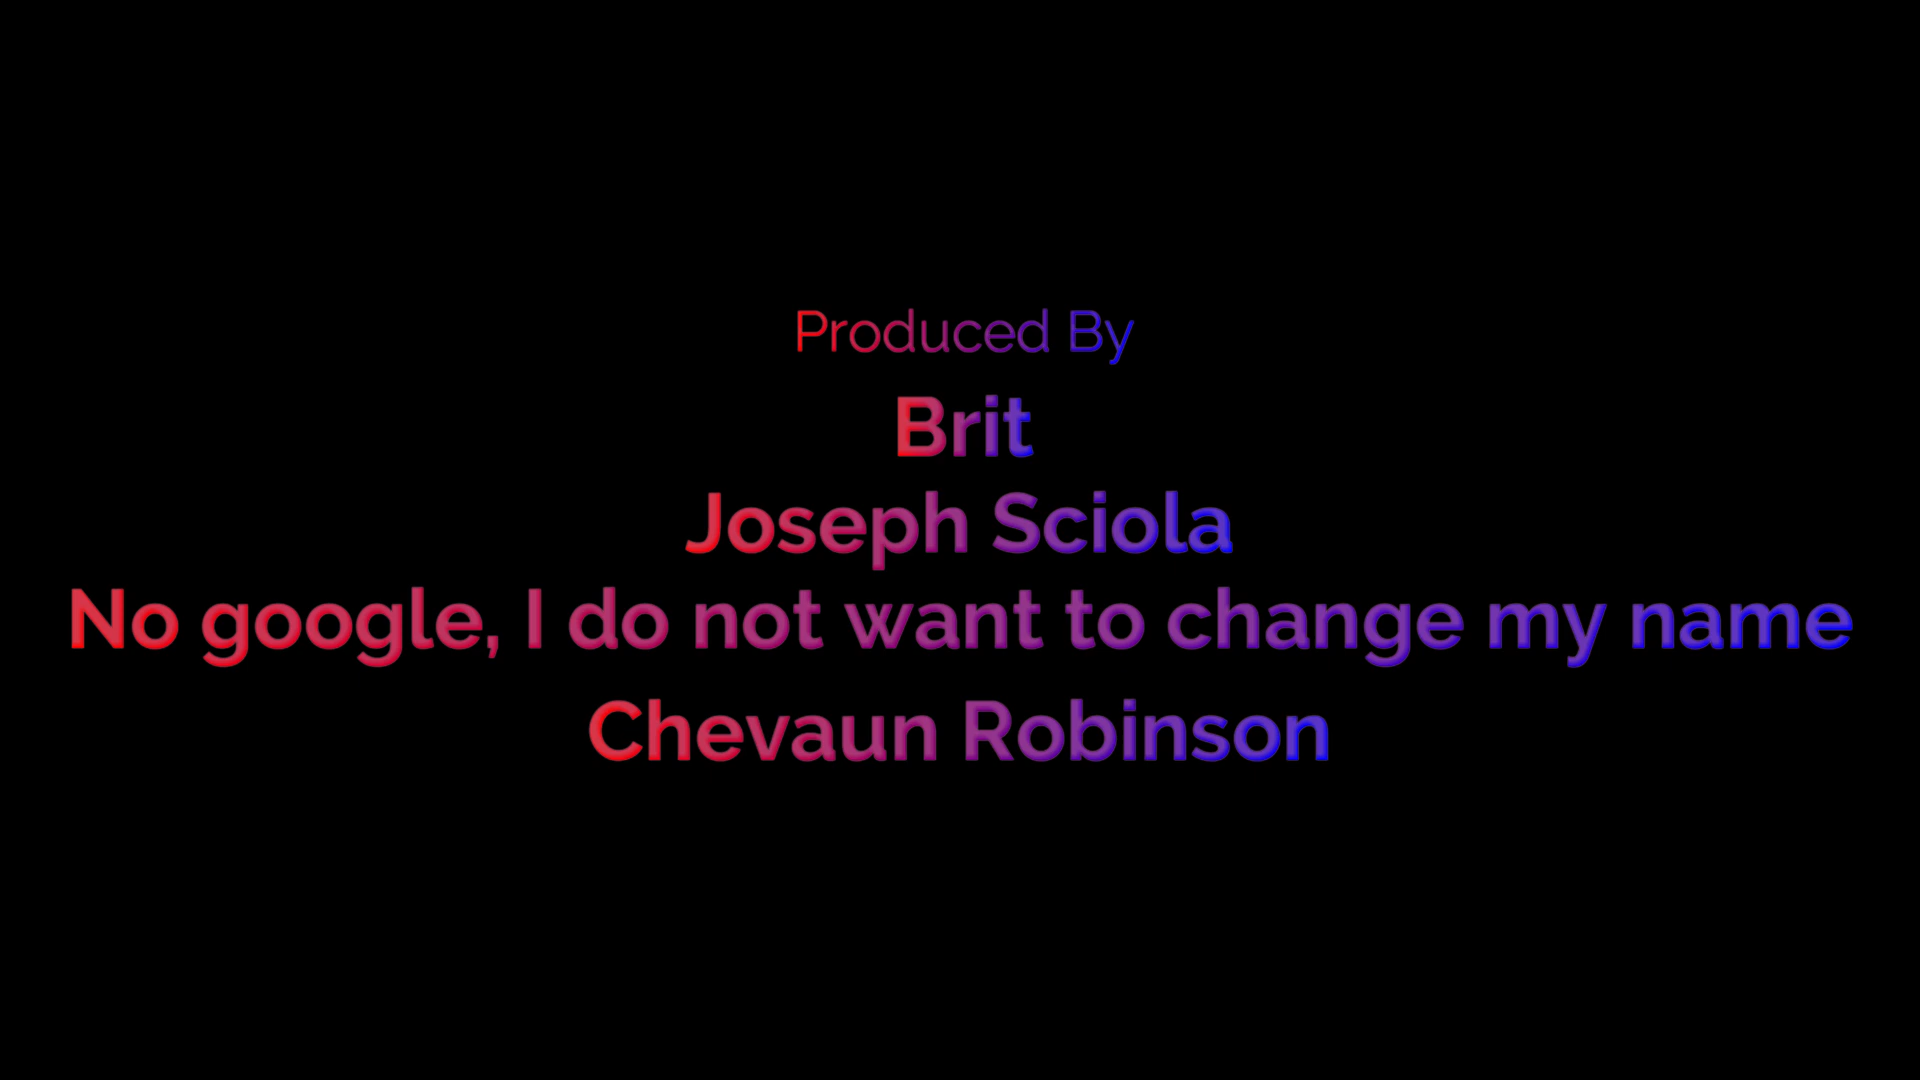 Produced By
Brit
Joseph Sciola
No google, I do not want to change my name
Chevaun Robinson